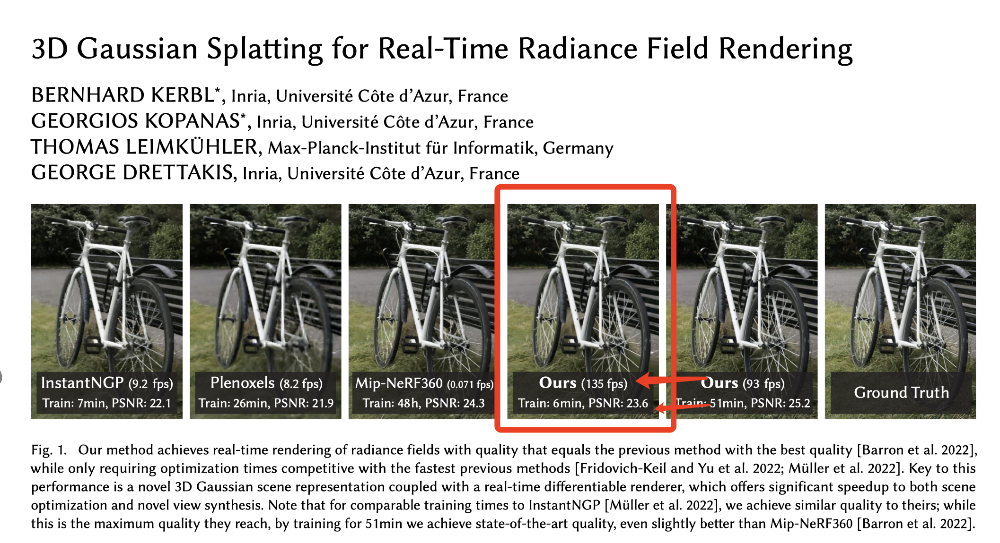 3D Gaussian Splatting for Real-Time Radiance Field Rendering
BERNHARD KERBL*, Inria, Université Côte d'Azur, France
GEORGIOS KOPANAS*, Inria, Université Côte d'Azur, France
THOMAS LEIMKÜHLER, Max-Planck-Institut für Informatik, Germany
GEORGE DRETTAKIS, Inria, Université Côte d'Azur, France
InstantNGP (9.2 fps)
Train: 7min, PSNR: 22.1
Plenoxels (8.2 fps)
Train: 26min, PSNR: 21.9
Mip-NeRF360 (0.071 fps)
Train: 48h, PSNR: 24.3
Ours (135 fps)
Train: 6min, PSNR: 23.6
Ours (93 fps)
Train: 51min, PSNR: 25.2
Ground Truth
Fig. 1. Our method achieves real-time rendering of radiance fields with quality that equals the previous method with the best quality [Barron et al. 2022],
while only requiring optimization times competitive with the fastest previous methods [Fridovich-Keil and Yu et al. 2022; Müller et al. 2022]. Key to this
performance is a novel 3D Gaussian scene representation coupled with a real-time differentiable renderer, which offers significant speedup to both scene
optimization and novel view synthesis. Note that for comparable training times to InstantNGP [Müller et al. 2022], we achieve similar quality to theirs; while
this is the maximum quality they reach, by training for 51min we achieve state-of-the-art quality, even slightly better than Mip-NeRF360 [Barron et al. 2022].